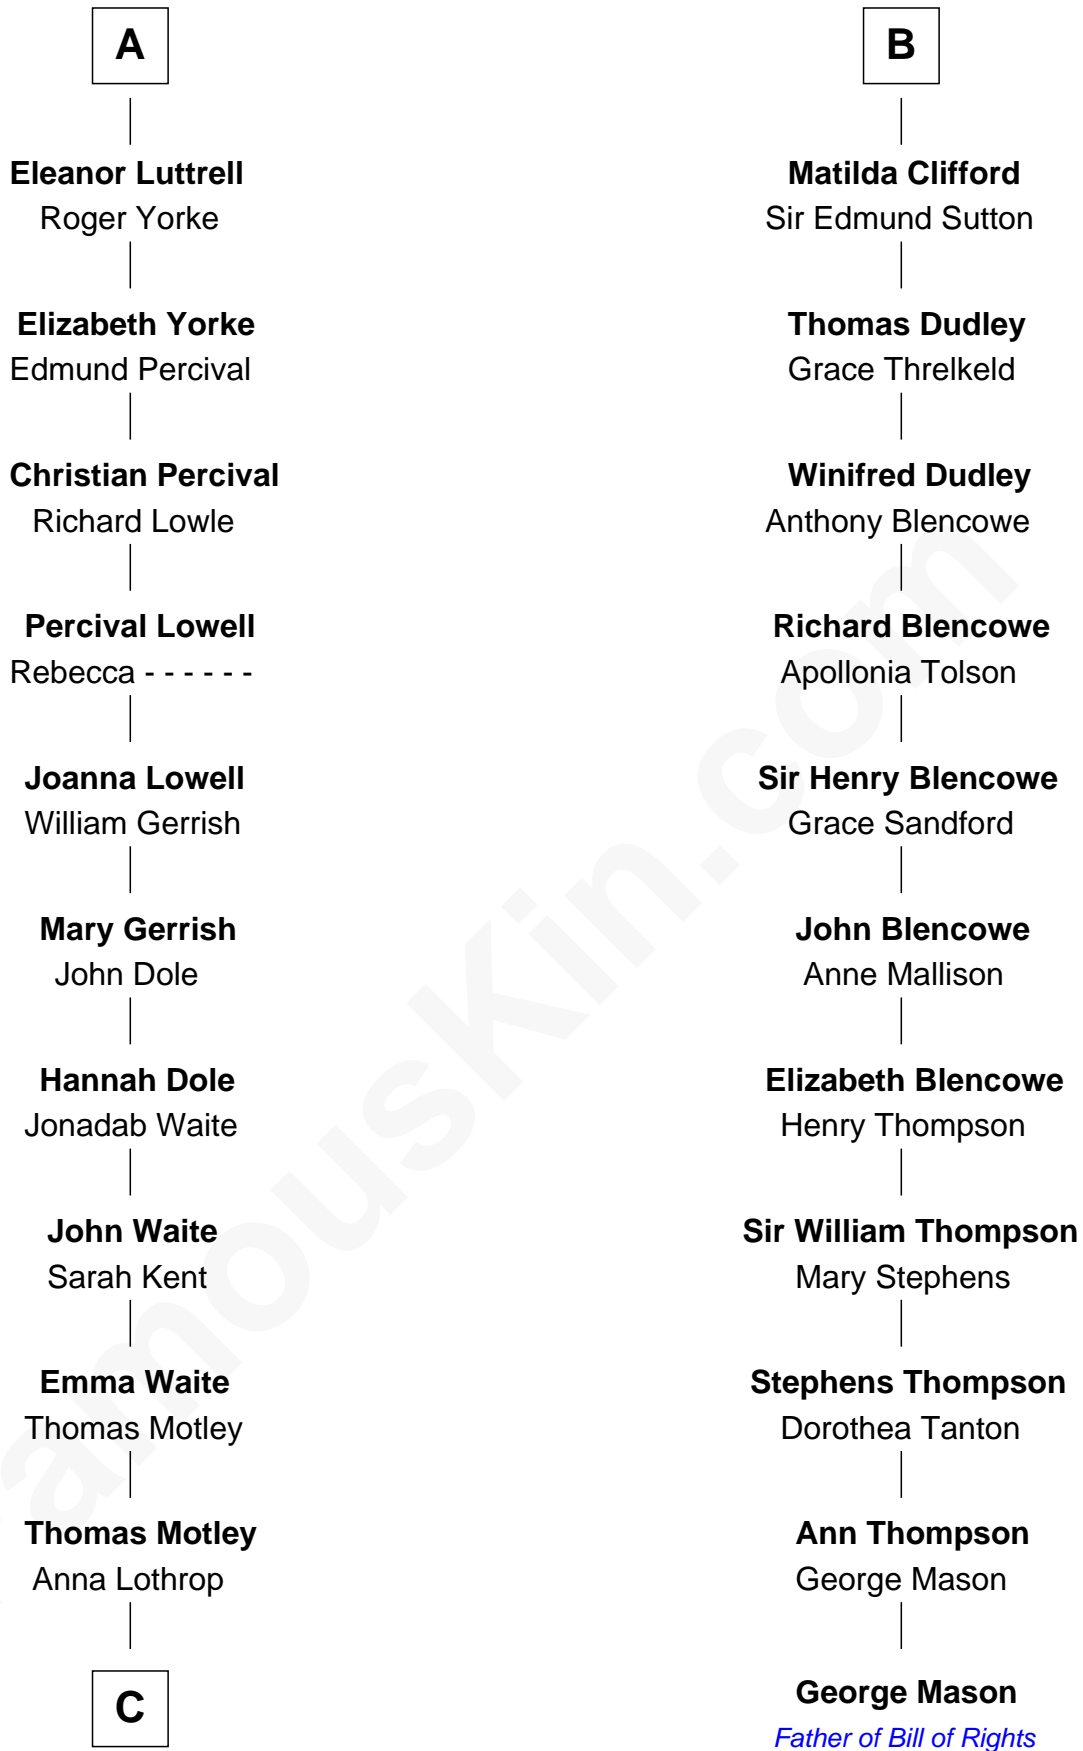 A
Eleanor Luttrell
Roger Yorke
Elizabeth Yorke
Edmund Percival
Christian Percival
Richard Lowle
Percival Lowell
Rebecca - - - - - -
Joanna Lowell
William Gerrish
Mary Gerrish
John Dole
Hannah Dole
Jonadab Waite
John Waite
Sarah Kent
Emma Waite
Thomas Motley
Thomas Motley
Anna Lothrop
C
B
Matilda Clifford
Sir Edmund Sutton
Thomas Dudley
Grace Threlkeld
Winifred Dudley
Anthony Blencowe
Richard Blencowe
Apollonia Tolson
Sir Henry Blencowe
Grace Sandford
John Blencowe
Anne Mallison
Elizabeth Blencowe
Henry Thompson
Sir William Thompson
Mary Stephens
Stephens Thompson
Dorothea Tanton
Ann Thompson
George Mason
George Mason
Father of Bill of Rights
amouskin.com